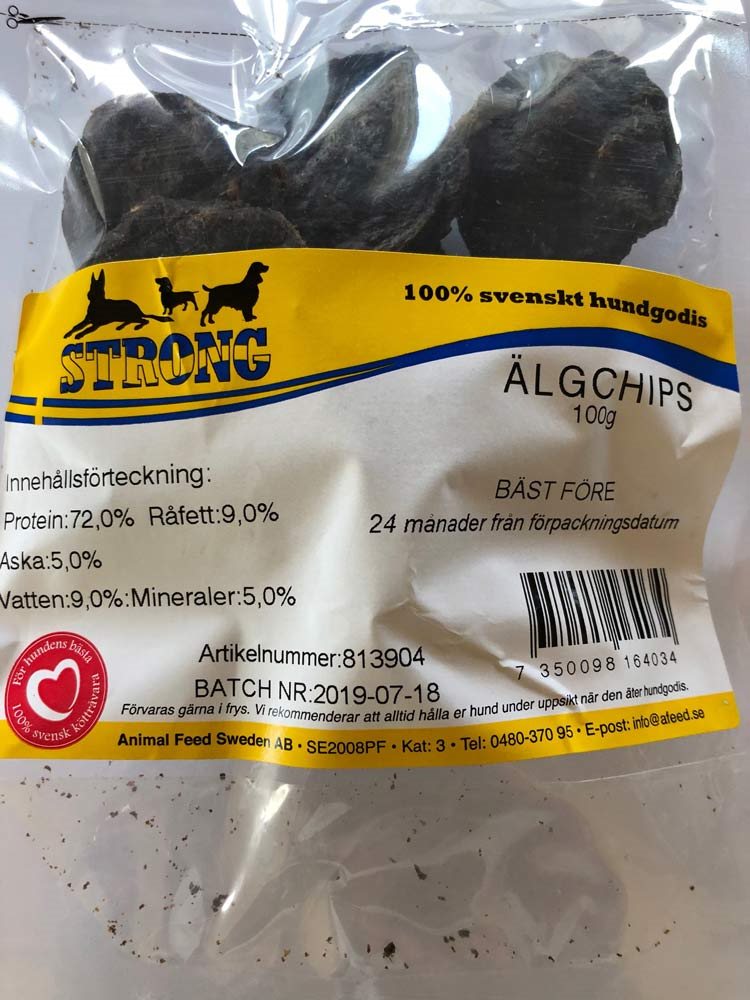 100% svenskt hundgodis
STRONG
ÄLGCHIPS
100g
Innehållsförteckning:
Protein:72,0% Råfett:9,0%
Aska:5,0%
Vatten:9,0%:Mineraler:5,0%
BÄST FÖRE
24 månader från förpackningsdatum
7 350098 164034
För hundens bästa
100% svensk köttråvara
Artikelnummer:813904
BATCH NR:2019-07-18
Förvaras gärna i frys. Vi rekommenderar att alltid hålla er hund under uppsikt när den äter hundgodis.
Animal Feed Sweden AB • SE2008PF • Kat: 3 • Tel: 0480-370 95 • E-post: info@afeed.se